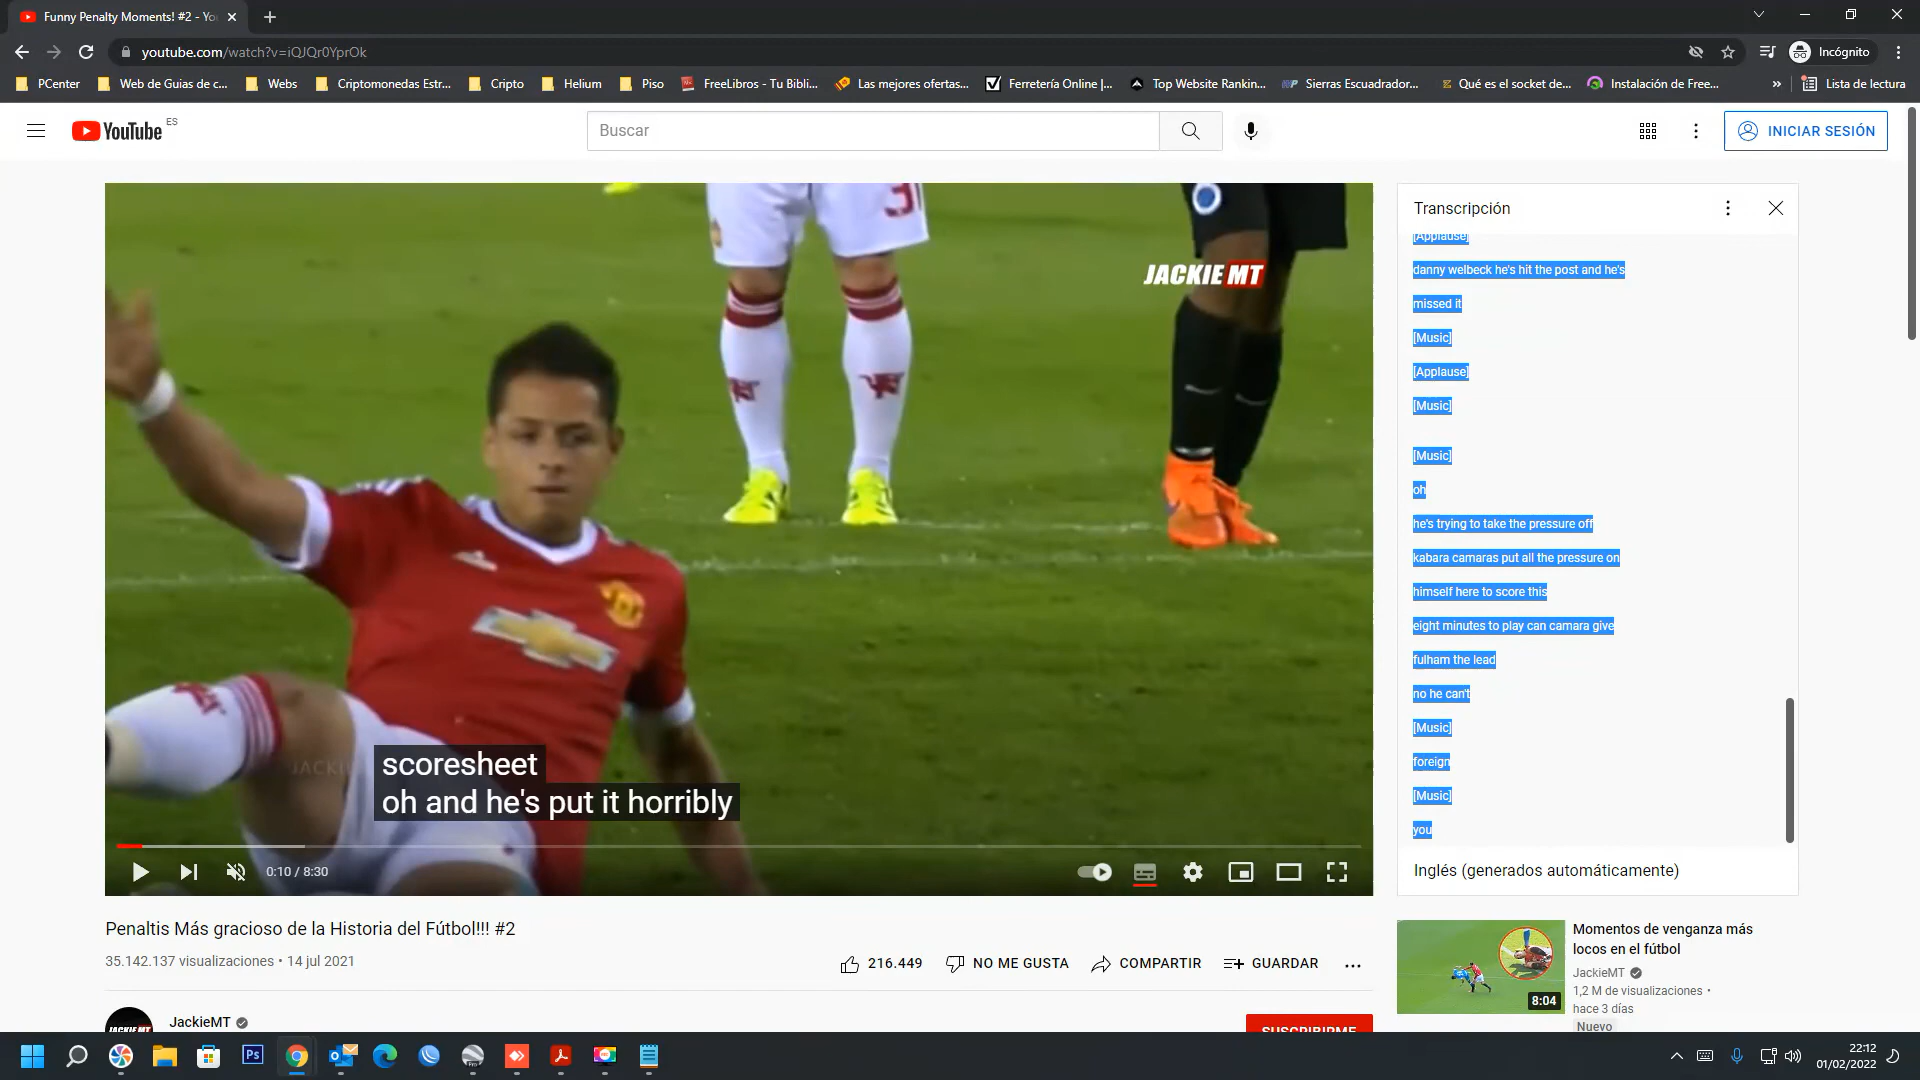 Funny Penalty Moments! #2 - Yo
youtube.com/watch?v=iQJQr0YprOk
Incógnito
PCenter
Web de Guias de c...
Webs
Criptomonedas Estr...
Cripto
Helium
Piso
FreeLibros - Tu Bibli...
Las mejores ofertas...
Ferretería Online |...
Top Website Rankin...
Sierras Escuadrador...
Qué es el socket de...
Instalación de Free...
»
Lista de lectura
YouTube ES
Buscar
INICIAR SESIÓN
JACKIE MT
31
JACKIE
scoresheet
oh and he's put it horribly
0:10 / 8:30
Transcripción
[Applause]
danny welbeck he's hit the post and he's
missed it
[Music]
[Applause]
[Music]
[Music]
oh
he's trying to take the pressure off
kabara camaras put all the pressure on
himself here to score this
eight minutes to play can camara give
fulham the lead
no he can't
[Music]
foreign
[Music]
you
Inglés (generados automáticamente)
Penaltis Más gracioso de la Historia del Fútbol!!! #2
35.142.137 visualizaciones • 14 jul 2021
216.449
NO ME GUSTA
COMPARTIR
GUARDAR
JACKIE MT
JackieMT
SUSCRIBIRME
Momentos de venganza más
locos en el fútbol
JackieMT
1,2 M de visualizaciones •
hace 3 días
Nuevo
8:04
Ps
22:12
01/02/2022